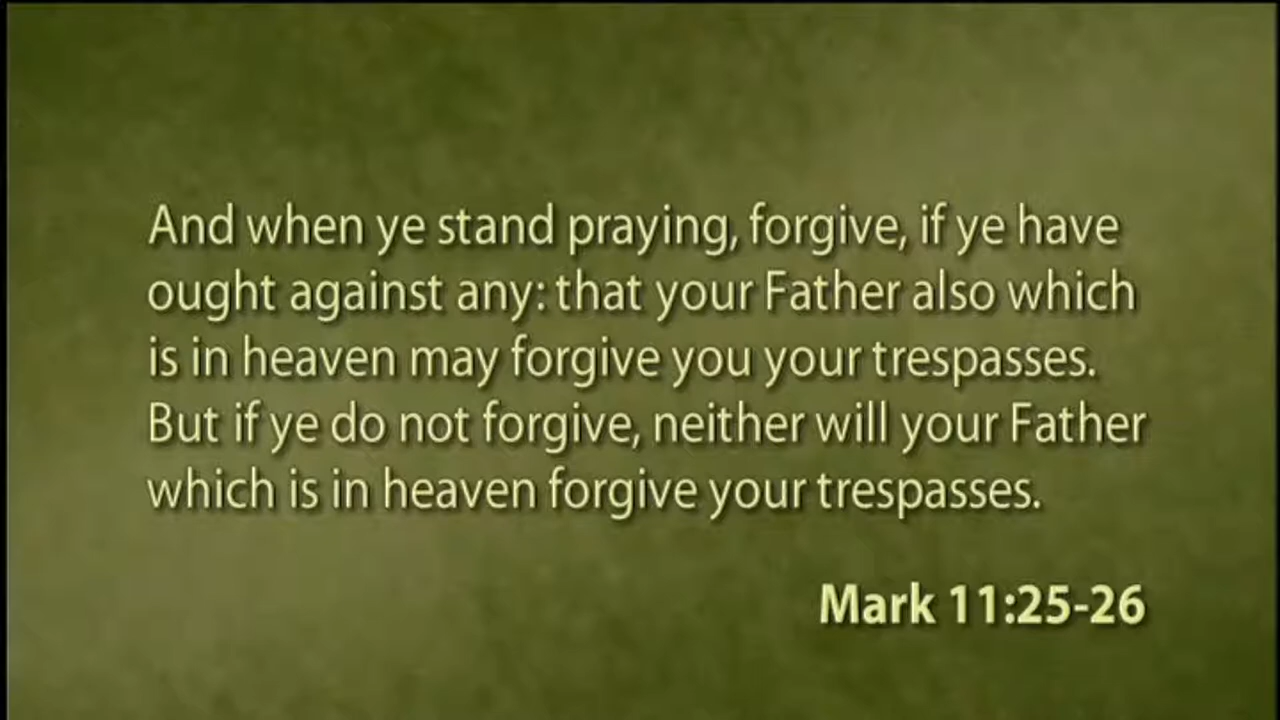 And when ye stand praying, forgive, if ye have
ought against any: that your Father also which
is in heaven may forgive you your trespasses.
But if ye do not forgive, neither will your Father
which is in heaven forgive your trespasses.
Mark 11:25-26